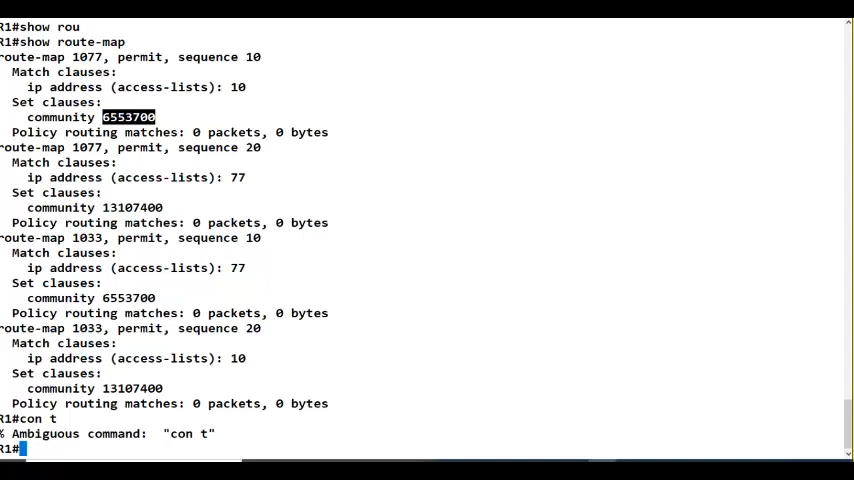 R1#show rou
R1#show route-map
route-map 1077, permit, sequence 10
Match clauses:
ip address (access-lists): 10
Set clauses:
community 6553700
Policy routing matches: 0 packets, 0 bytes
route-map 1077, permit, sequence 20
Match clauses:
ip address (access-lists): 77
Set clauses:
community 13107400
Policy routing matches: 0 packets, 0 bytes
route-map 1033, permit, sequence 10
Match clauses:
ip address (access-lists): 77
Set clauses:
community 6553700
Policy routing matches: 0 packets, 0 bytes
route-map 1033, permit, sequence 20
Match clauses:
ip address (access-lists): 10
Set clauses:
community 13107400
Policy routing matches: 0 packets, 0 bytes
R1#con t
% Ambiguous command:  "con t"
R1#